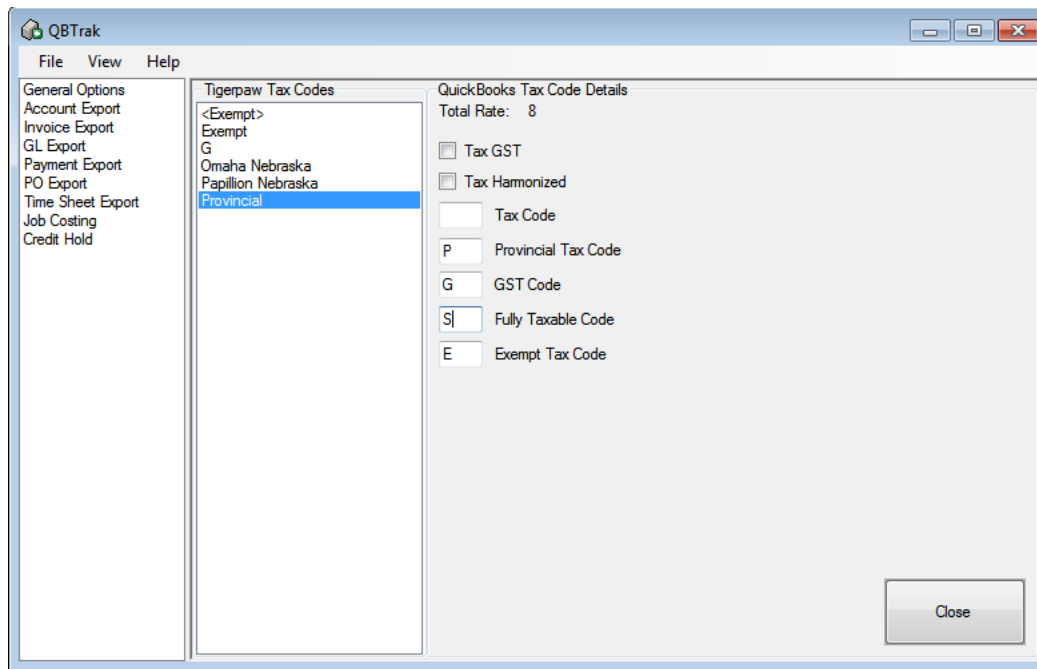 QBTrak
File View Help
General Options
Account Export
Invoice Export
GL Export
Payment Export
PO Export
Time Sheet Export
Job Costing
Credit Hold
Tigerpaw Tax Codes
<Exempt>
Exempt
G
Omaha Nebraska
Papillion Nebraska
Provincial
QuickBooks Tax Code Details
Total Rate: 8
Tax GST
Tax Harmonized
Tax Code
P Provincial Tax Code
G GST Code
S Fully Taxable Code
E Exempt Tax Code
Close